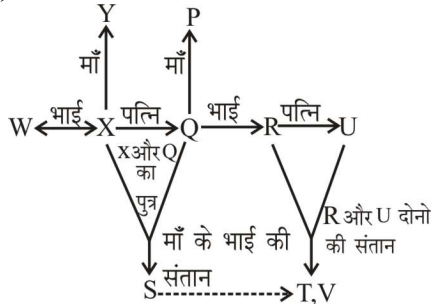 Y P
माँ माँ
W भाई X पत्नि Q भाई R पत्नि U
x और Q
का
पुत्र
R और U दोनो
माँ के भाई की
की संतान
संतान
S T,V